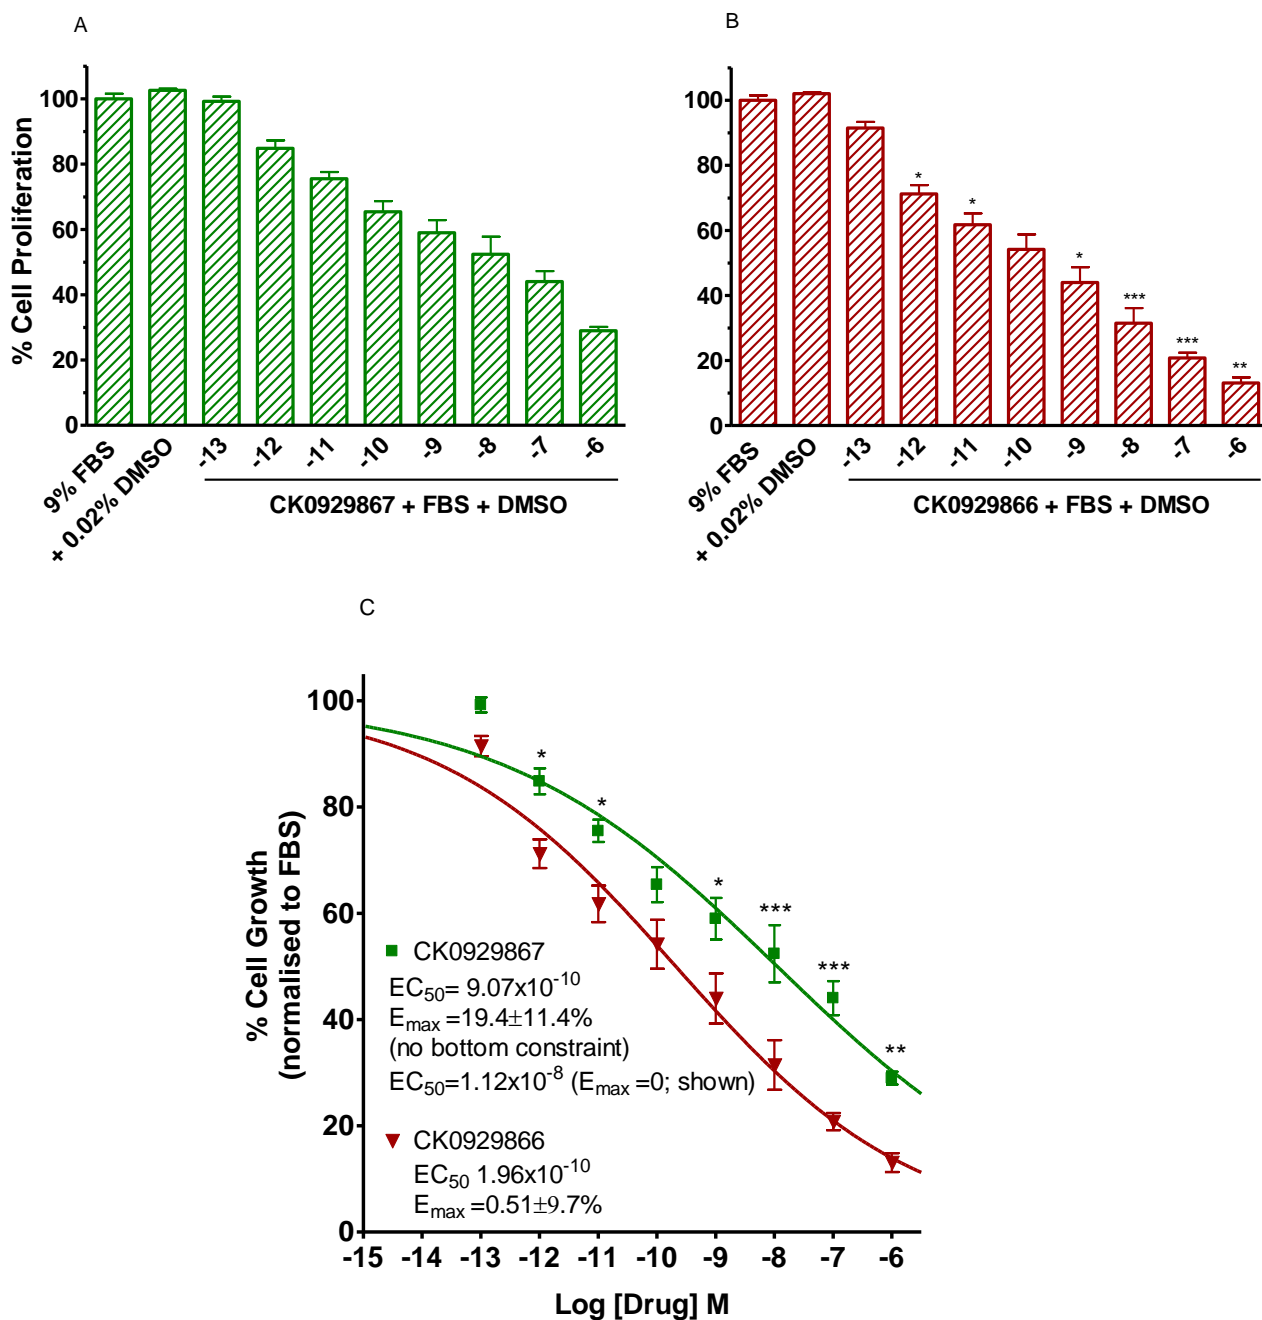 A
100
80
60
40
20
0
% Cell Proliferation
9% FBS
+ 0.02% DMSO
-13
-12
-11
-10
-9
-8
-7
-6
CK0929867 + FBS + DMSO
B
100
80
60
40
20
0
*
*
*
***
***
**
9% FBS
+ 0.02% DMSO
-13
-12
-11
-10
-9
-8
-7
-6
CK0929866 + FBS + DMSO
C
% Cell Growth
(normalised to FBS)
100
80
60
40
20
0
*
*
*
***
***
**
CK0929867
EC50= 9.07x10-10
Emax =19.4±11.4%
(no bottom constraint)
EC50=1.12x10-8 (Emax =0; shown)
CK0929866
EC50 1.96x10-10
Emax =0.51±9.7%
-15 -14 -13 -12 -11 -10 -9 -8 -7 -6
Log [Drug] M